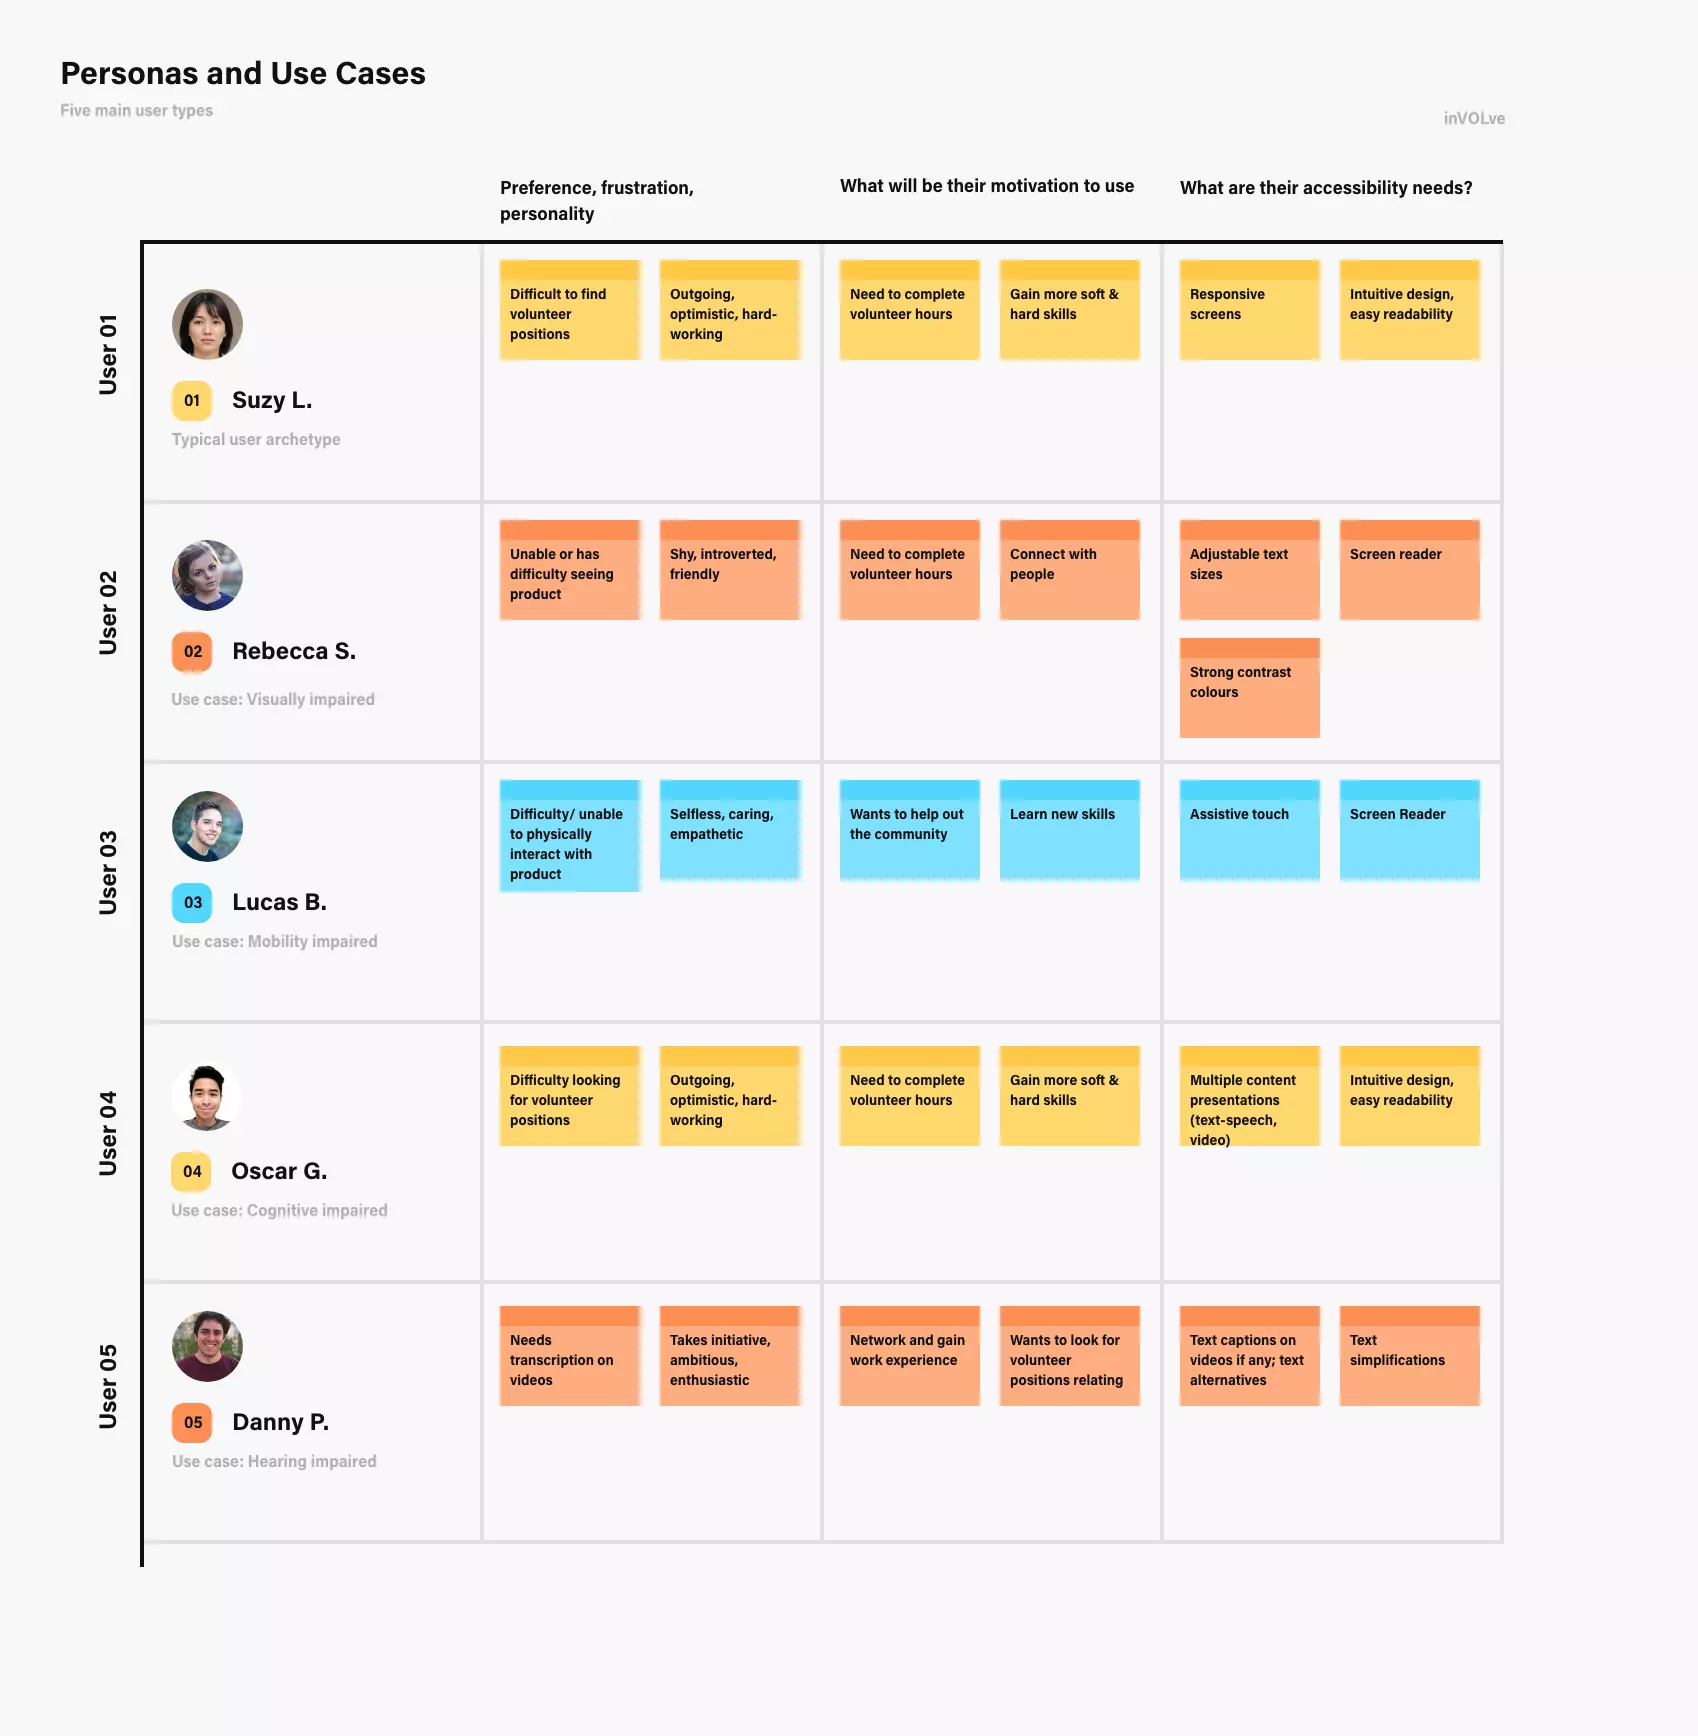 Personas and Use Cases
Five main user types
inVOLve
Preference, frustration,
personality
What will be their motivation to use
What are their accessibility needs?
User 01
01
Suzy L.
Typical user archetype
Difficult to find
volunteer
positions
Outgoing,
optimistic, hard-
working
Need to complete
volunteer hours
Gain more soft &
hard skills
Responsive
screens
Intuitive design,
easy readability
User 02
02
Rebecca S.
Use case: Visually impaired
Unable or has
difficulty seeing
product
Shy, introverted,
friendly
Need to complete
volunteer hours
Connect with
people
Adjustable text
sizes
Screen reader
Strong contrast
colours
User 03
03
Lucas B.
Use case: Mobility impaired
Difficulty/ unable
to physically
interact with
product
Selfless, caring,
empathetic
Wants to help out
the community
Learn new skills
Assistive touch
Screen Reader
User 04
04
Oscar G.
Use case: Cognitive impaired
Difficulty looking
for volunteer
positions
Outgoing,
optimistic, hard-
working
Need to complete
volunteer hours
Gain more soft &
hard skills
Multiple content
presentations
(text-speech,
video)
Intuitive design,
easy readability
User 05
05
Danny P.
Use case: Hearing impaired
Needs
transcription on
videos
Takes initiative,
ambitious,
enthusiastic
Network and gain
work experience
Wants to look for
volunteer
positions relating
Text captions on
videos if any; text
alternatives
Text
simplifications